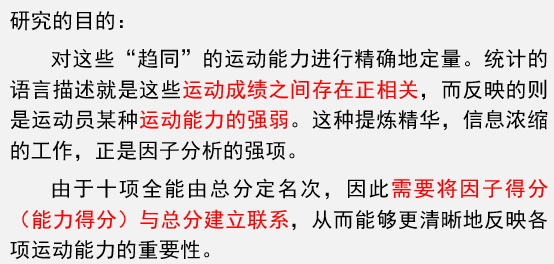 研究的目的：
对这些“趋同”的运动能力进行精确地定量。统计的
语言描述就是这些运动成绩之间存在正相关，而反映的则
是运动员某种运动能力的强弱。这种提炼精华，信息浓缩
的工作，正是因子分析的强项。
由于十项全能由总分定名次，因此需要将因子得分
（能力得分）与总分建立联系，从而能够更清晰地反映各
项运动能力的重要性。